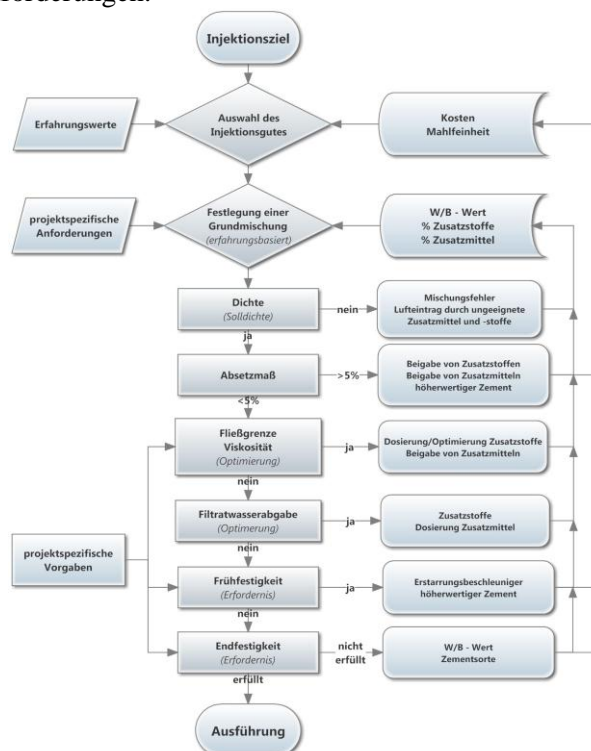 forderungen.
Injektionsziel
Erfahrungswerte
Auswahl des
Injektionsgutes
Kosten
Mahlfeinheit
projektspezifische
Anforderungen
Festlegung einer
Grundmischung
(erfahrungsbasiert)
W/B - Wert
% Zusatzstoffe
% Zusatzmittel
Dichte
(Solldichte)
nein
Mischungsfehler
Lufteintrag durch ungeeignete
Zusatzmittel und -stoffe
ja
Absetzmaß
>5%
Beigabe von Zusatzstoffen
Beigabe von Zusatzmitteln
höherwertiger Zement
<5%
Fließgrenze
Viskosität
(Optimierung)
ja
Dosierung/Optimierung Zusatzstoffe
Beigabe von Zusatzmitteln
nein
Filtratwasserabgabe
(Optimerung)
ja
Zusatzstoffe
Dosierung Zusatzmittel
nein
projektspezifische
Vorgaben
Frühfestigkeit
(Erfordernis)
ja
Erstarrungsbeschleuniger
höherwertiger Zement
nein
Endfestigkeit
(Erfordernis)
nicht
erfüllt
W/B - Wert
Zementsorte
erfüllt
Ausführung